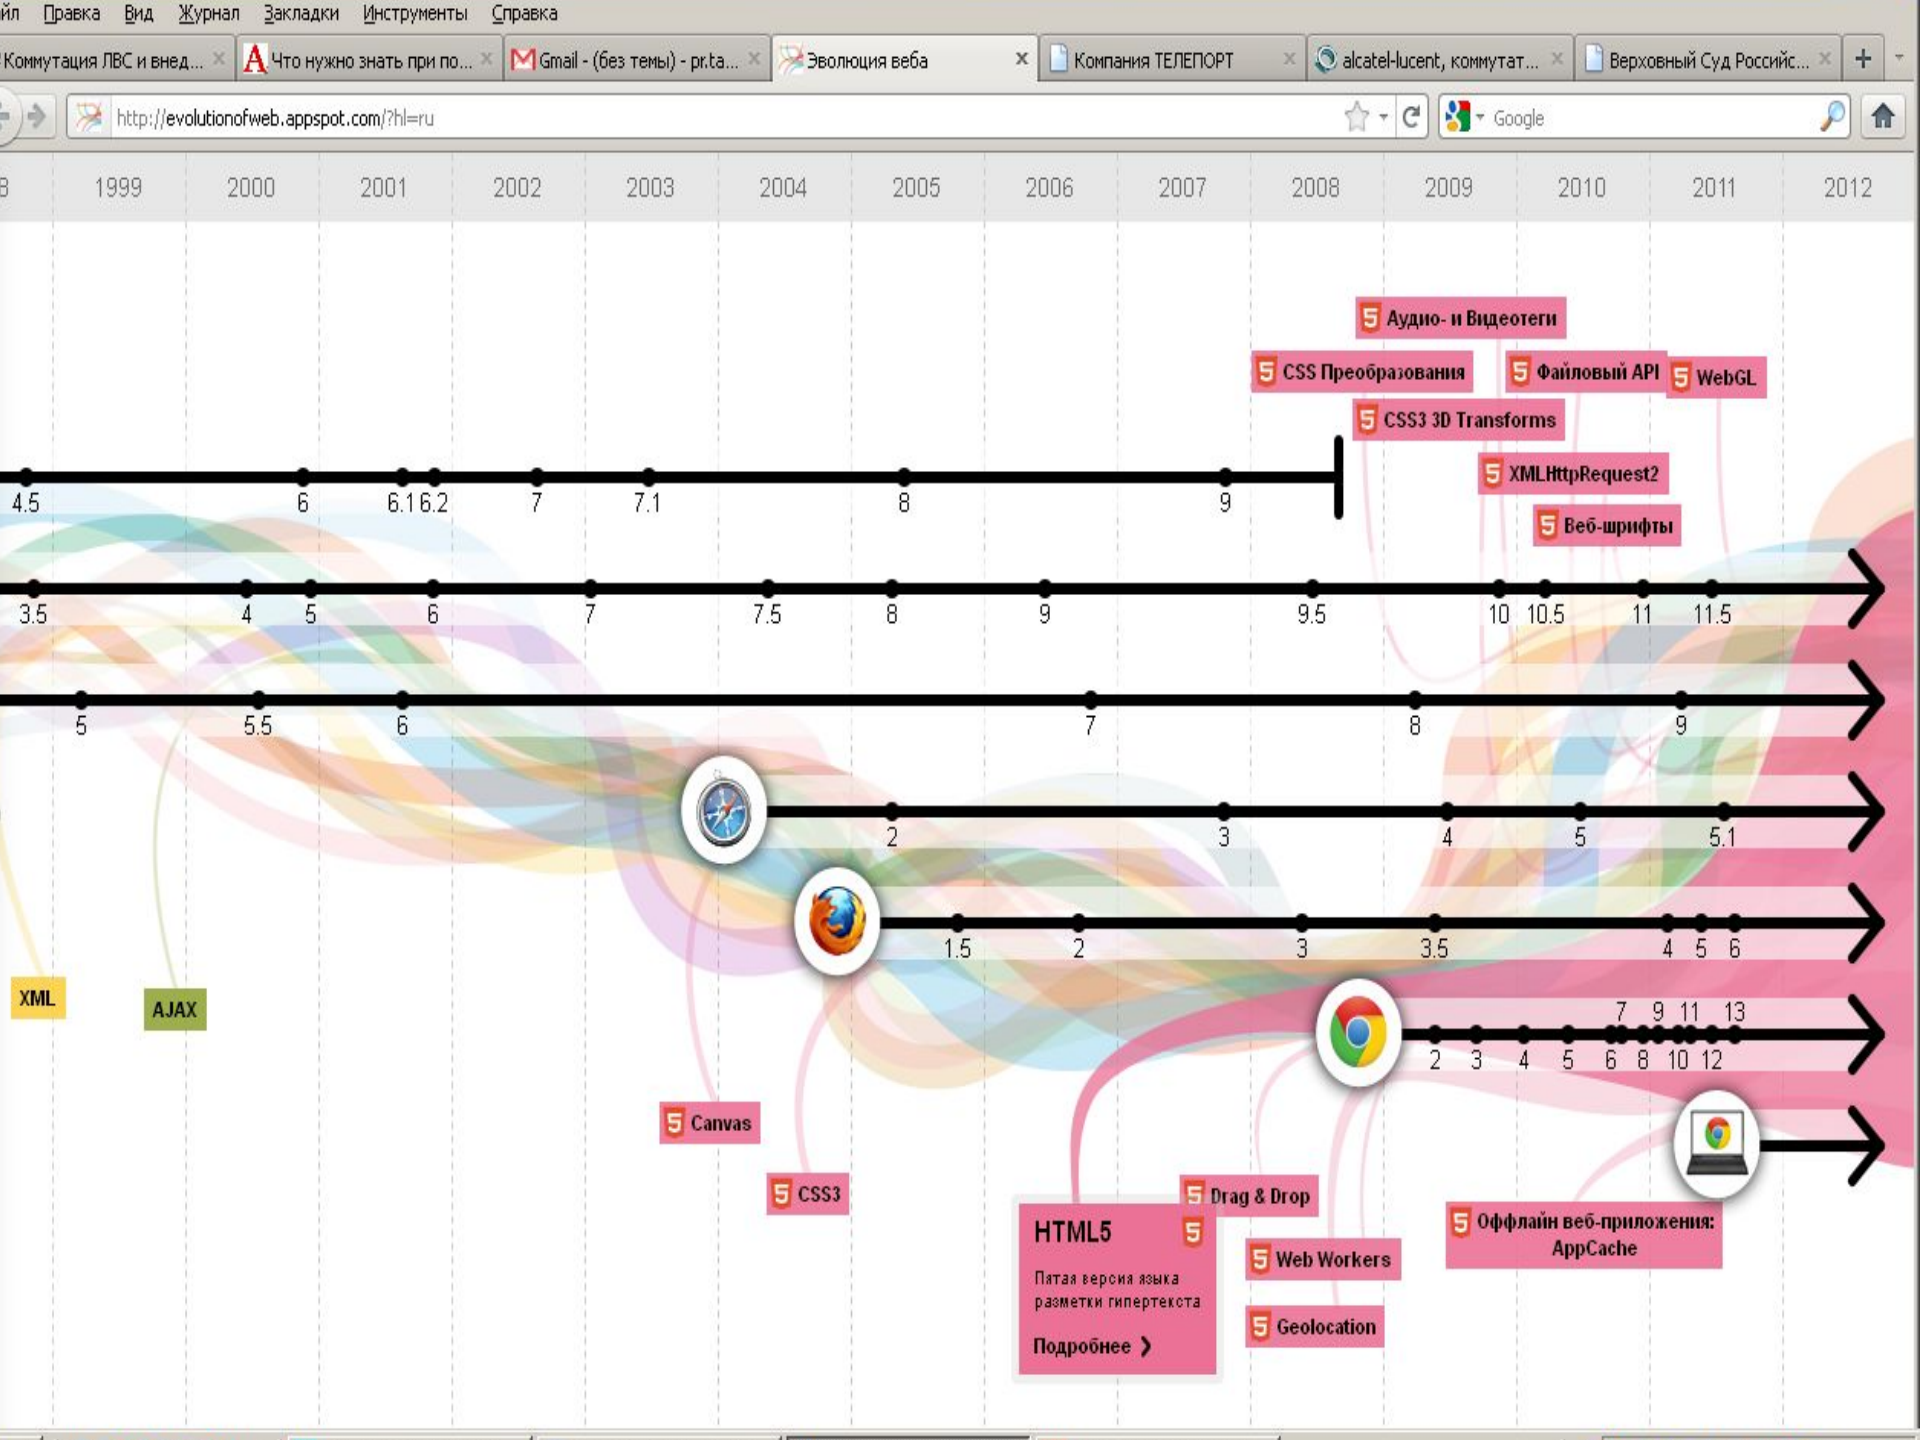 йл Правка Вид Журнал Закладки Инструменты Справка
Коммутация ЛВС и внед... Что нужно знать при по... Gmail - (без темы) - pr.ta... Эволюция веба Компания ТЕЛЕПОРТ alcatel-lucent, коммутат... Верховный Суд Российс...
http://evolutionofweb.appspot.com/?hl=ru Google
8 1999 2000 2001 2002 2003 2004 2005 2006 2007 2008 2009 2010 2011 2012
Аудио- и Видеотеги
CSS Преобразования Файловый API WebGL
CSS3 3D Transforms
XMLHttpRequest2
4.5 6 6.1 6.2 7 7.1 8 9
Веб-шрифты
3.5 4 5 6 7 7.5 8 9 9.5 10 10.5 11 11.5
5 5.5 6 7 8 9
2 3 4 5 5.1
1.5 2 3 3.5 4 5 6
XML AJAX
7 9 11 13
2 3 4 5 6 8 10 12
Canvas
CSS3
Drag & Drop
HTML5
Пятая версия языка
разметки гипертекста
Подробнее
Web Workers
Geolocation
Оффлайн веб-приложения:
AppCache